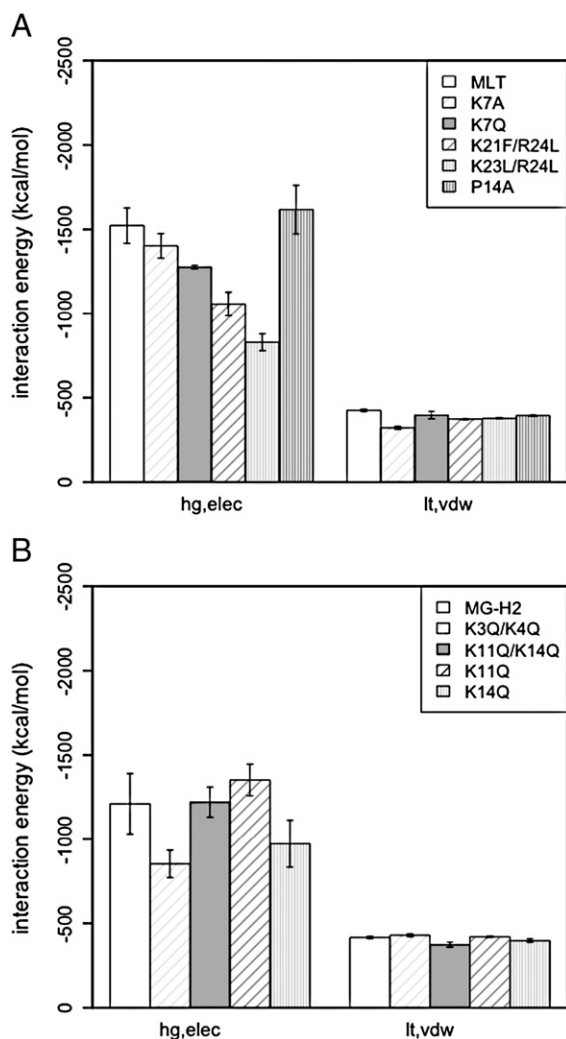 A
interaction energy (kcal/mol)
-2500
-2000
-1500
-1000
-500
0
MLT
K7A
K7Q
K21F/R24L
K23L/R24L
P14A
hg,elec
lt,vdw
B
interaction energy (kcal/mol)
-2500
-2000
-1500
-1000
-500
0
MG-H2
K3Q/K4Q
K11Q/K14Q
K11Q
K14Q
hg,elec
lt,vdw